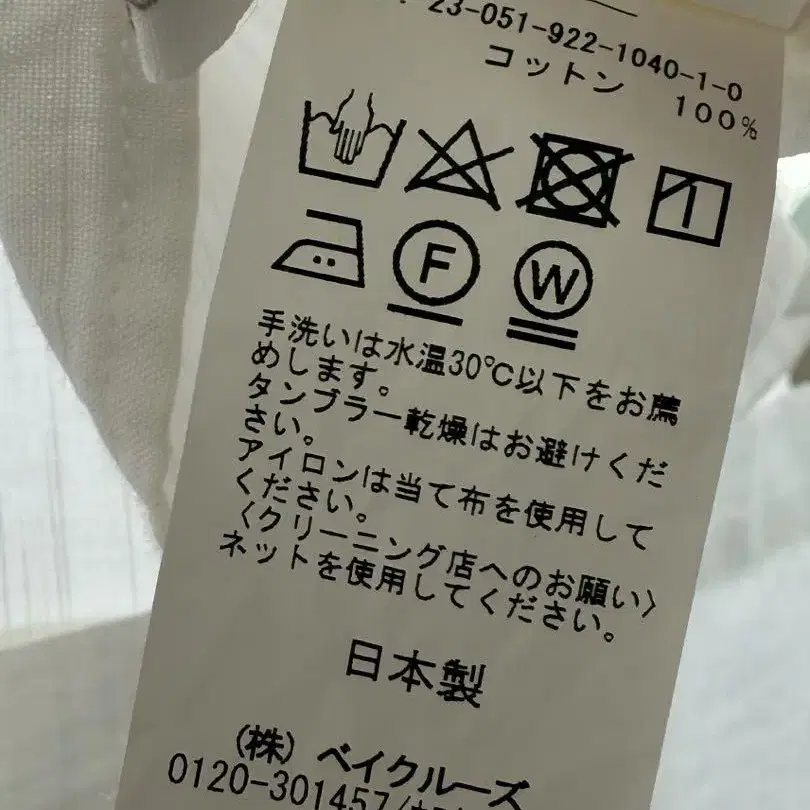 23-051-922-1040-1-0
コットン 100%
F W
手洗いは水温30℃以下をお薦
めします。
タンブラー乾燥はお避けくだ
さい。
アイロンは当て布を使用して
ください。
〈クリーニング店へのお願い〉
ネットを使用してください。
日本製
(株) ベイクルーズ
0120-301457